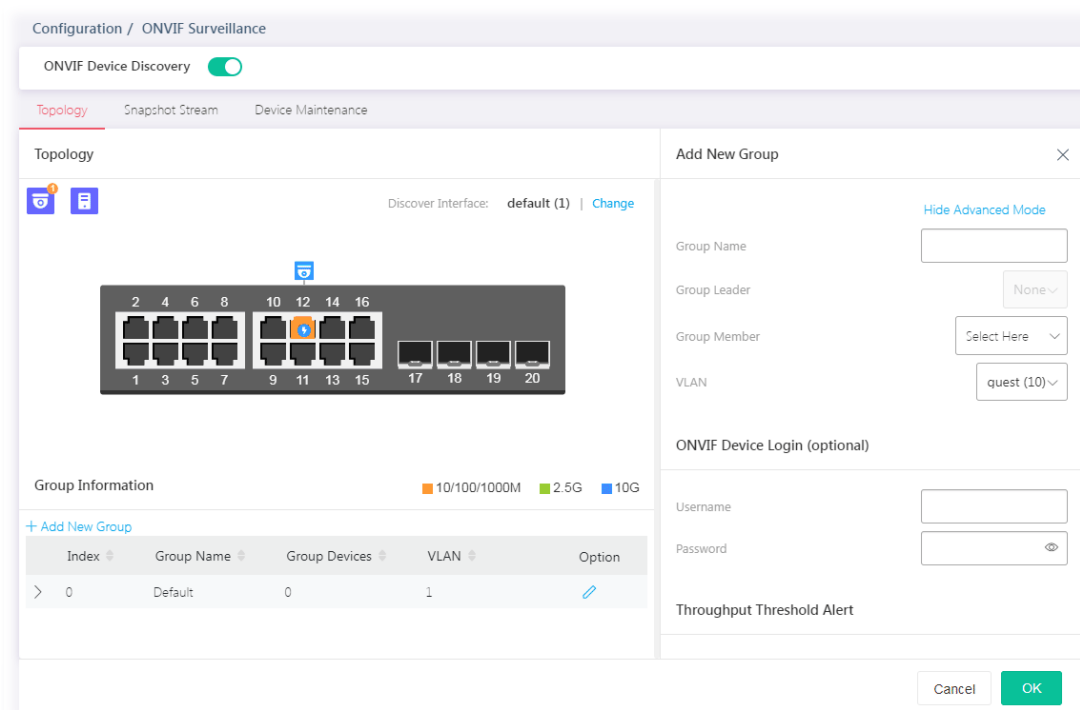 Configuration / ONVIF Surveillance
ONVIF Device Discovery
Topology Snapshot Stream Device Maintenance
Topology
1
Discover Interface: default (1) | Change
2 4 6 8 10 12 14 16
1 3 5 7 9 11 13 15 17 18 19 20
Group Information
10/100/1000M 2.5G 10G
+ Add New Group
Index Group Name Group Devices VLAN Option
0 Default 0 1
Add New Group
Hide Advanced Mode
Group Name
Group Leader None
Group Member Select Here
VLAN quest (10)
ONVIF Device Login (optional)
Username
Password
Throughput Threshold Alert
Cancel OK